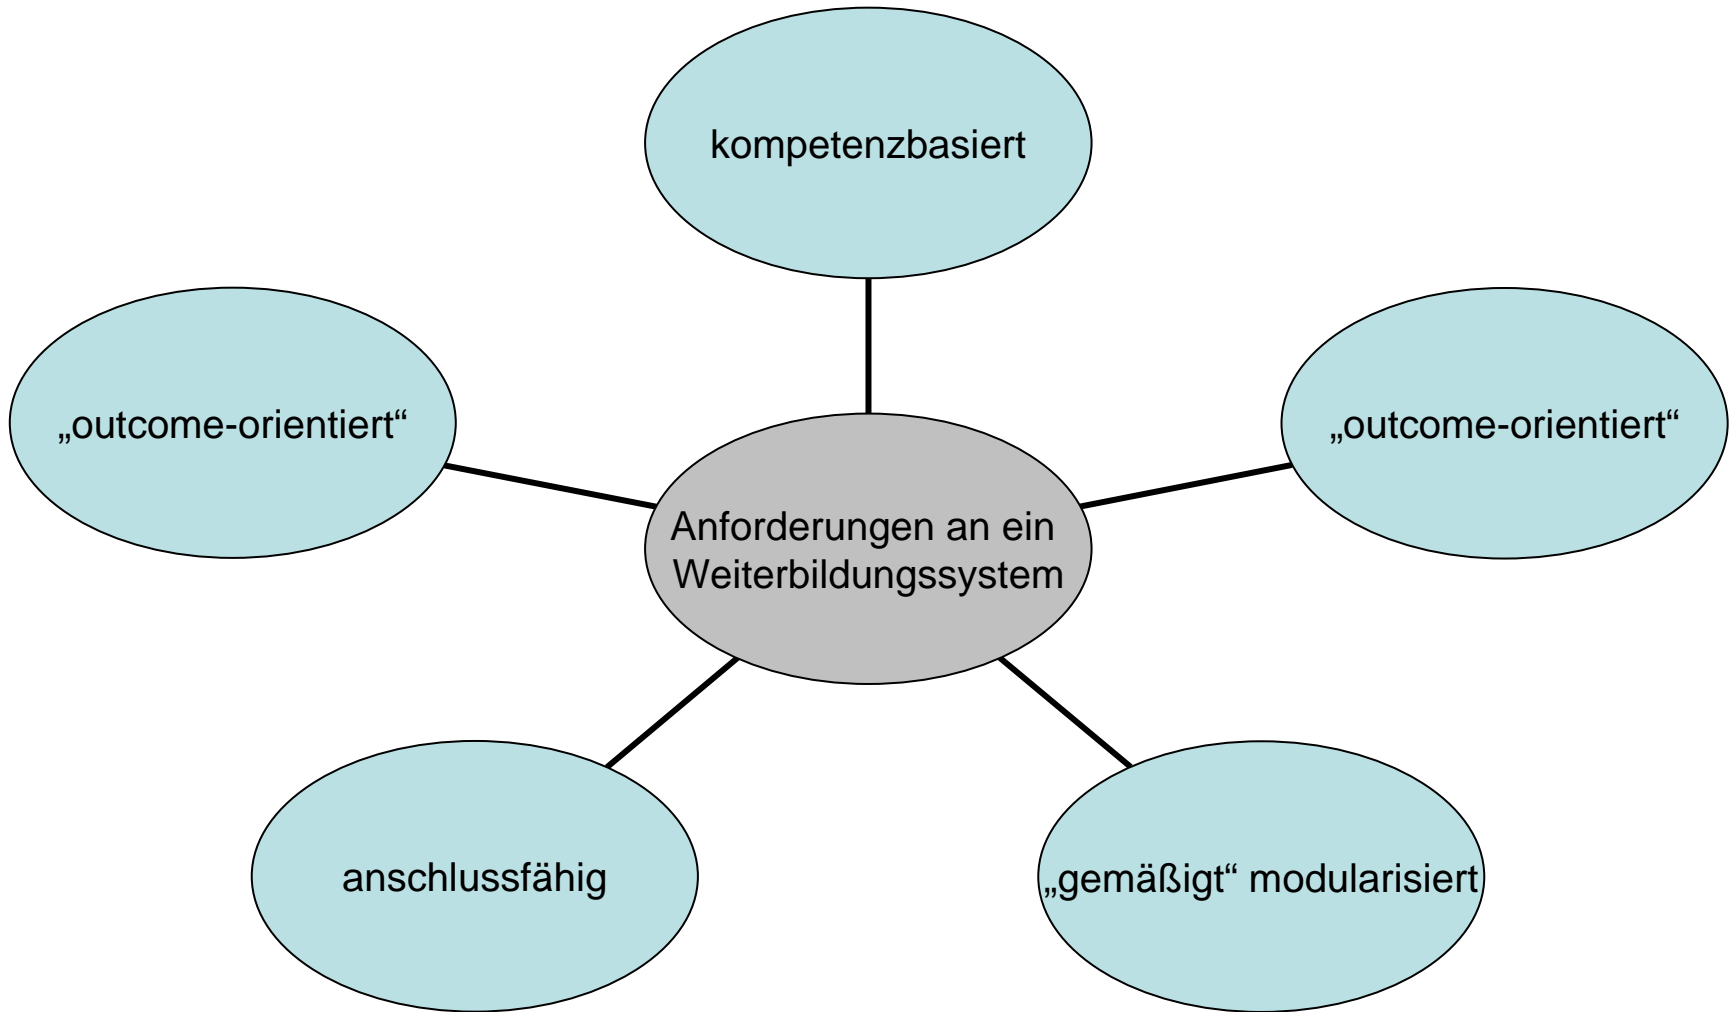 kompetenzbasiert
„outcome-orientiert“
„outcome-orientiert“
Anforderungen an ein
Weiterbildungssystem
anschlussfähig
„gemäßigt“ modularisiert